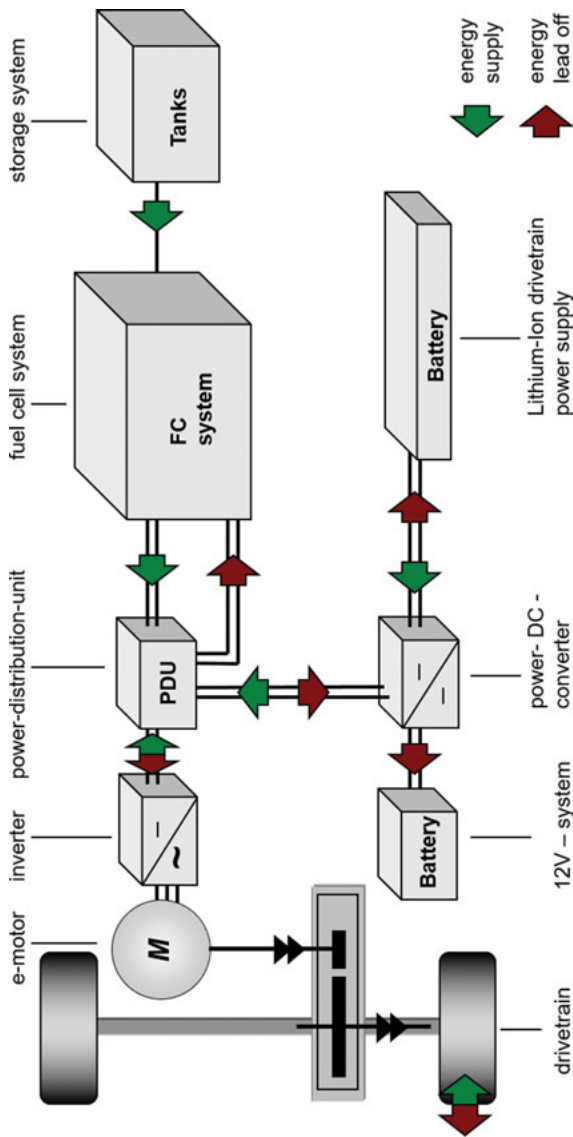 e-motor
inverter
power-distribution-unit
fuel cell system
storage system
M
–
~
PDU
FC
system
Tanks
Battery
–
–
Battery
drivetrain
12V – system
power- DC -
converter
Lithium-Ion drivetrain
power supply
energy
supply
energy
lead off